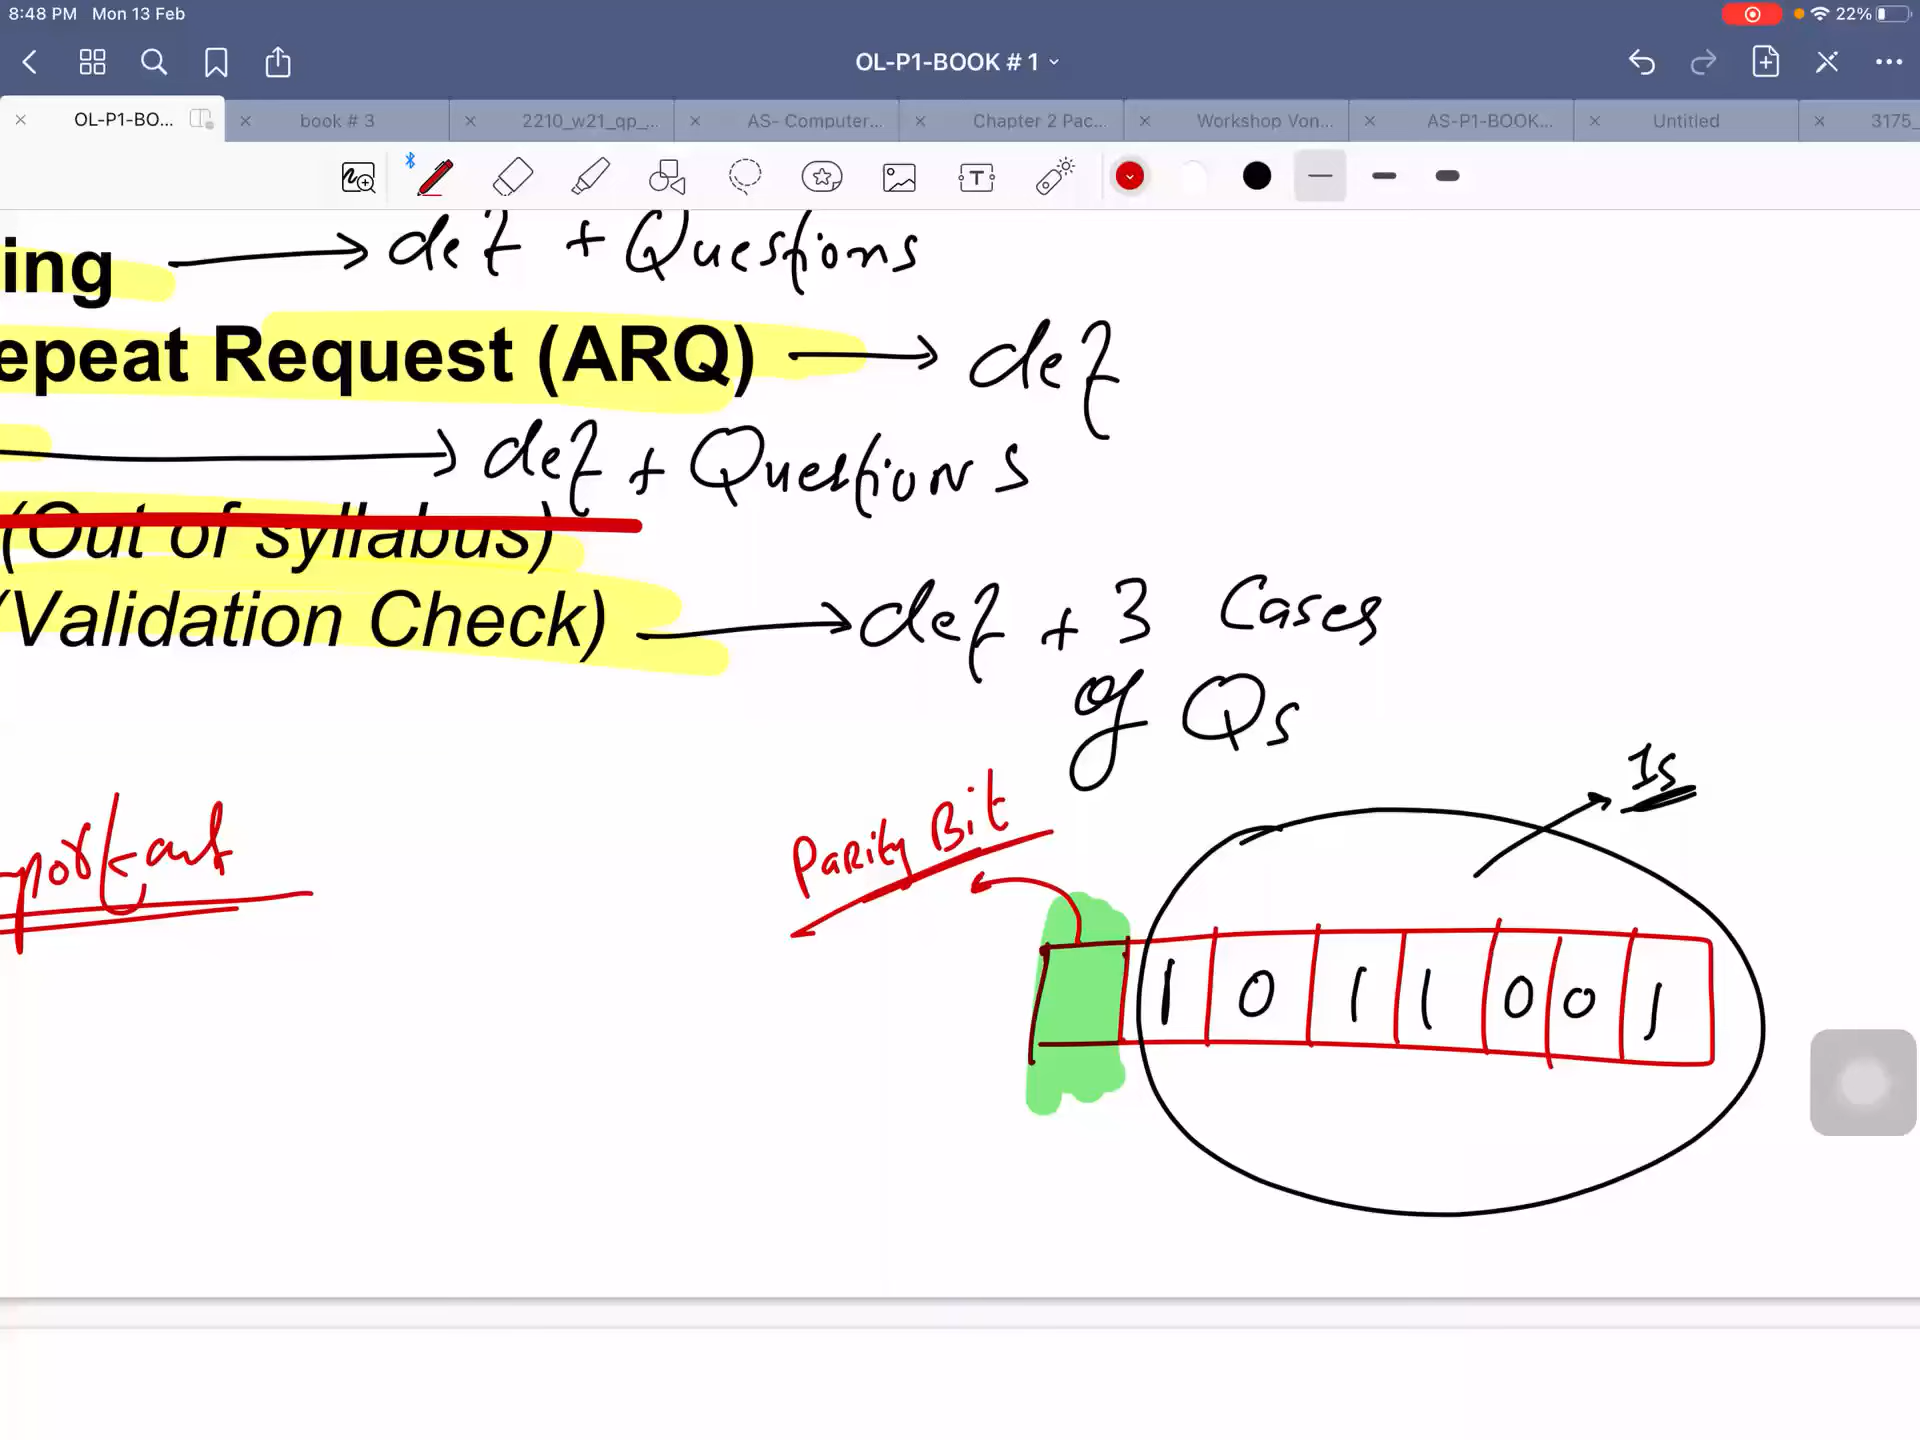 8:48 PM Mon 13 Feb
22%
OL-P1-BOOK # 1
OL-P1-BO...
book # 3
2210_w21_qp_...
AS- Computer...
Chapter 2 Pac...
Workshop Von...
AS-P1-BOOK...
Untitled
3175_
ing → def + Questions
epeat Request (ARQ) → def
→ def + Questions
(Out of syllabus)
(Validation Check) → def + 3 Cases
of Qs
1s
Parity Bit
portant
1 0 1 1 0 0 1